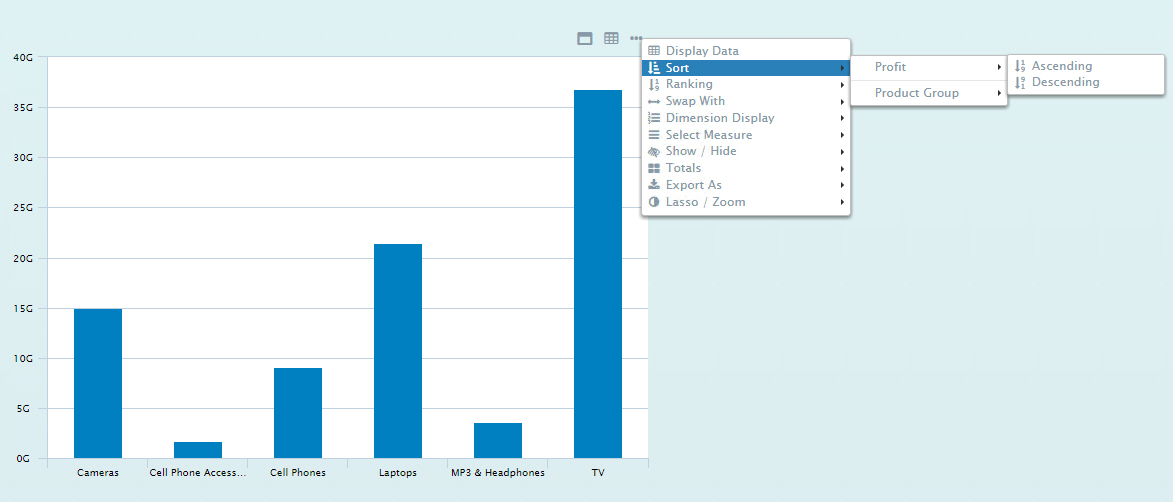 Display Data
Sort
Ranking
Swap With
Dimension Display
Select Measure
Show / Hide
Totals
Export As
Lasso / Zoom
Profit
Product Group
Ascending
Descending
40G
35G
30G
25G
20G
15G
10G
5G
0G
Cameras
Cell Phone Access...
Cell Phones
Laptops
MP3 & Headphones
TV